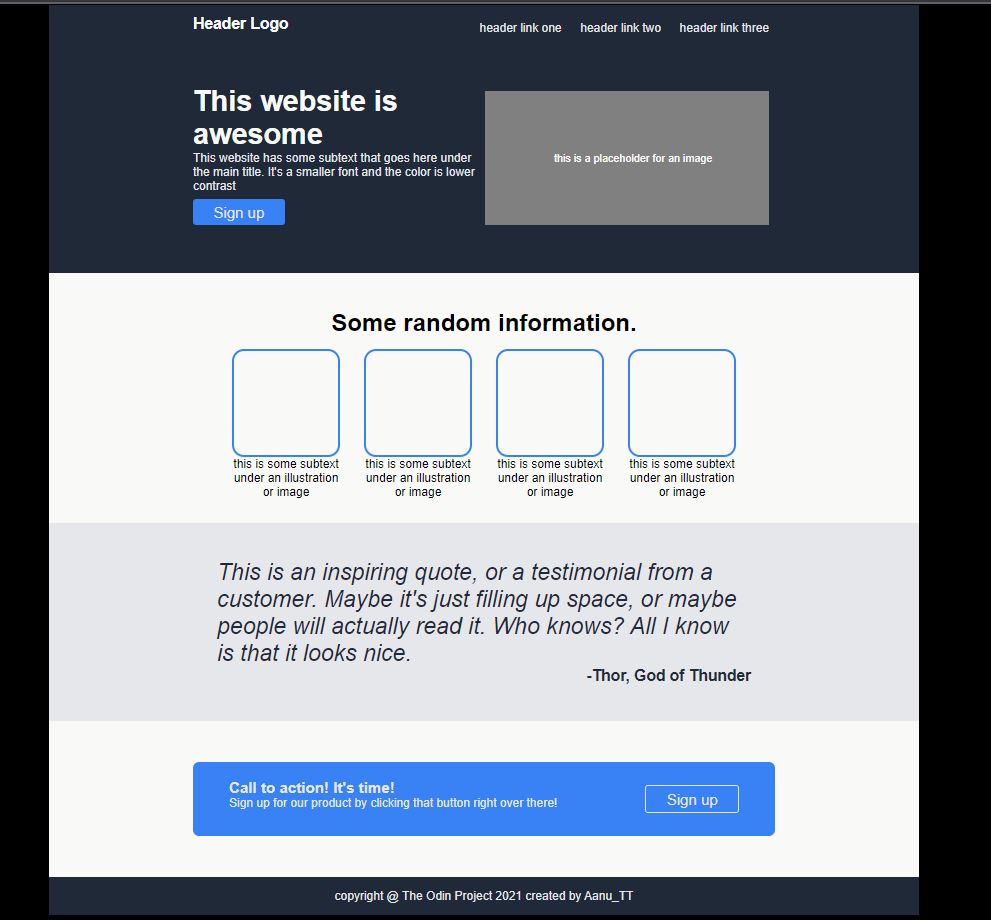 Header Logo
header link one
header link two
header link three
This website is
awesome
This website has some subtext that goes here under
the main title. It's a smaller font and the color is lower
contrast
Sign up
this is a placeholder for an image
Some random information.
this is some subtext
under an illustration
or image
this is some subtext
under an illustration
or image
this is some subtext
under an illustration
or image
this is some subtext
under an illustration
or image
This is an inspiring quote, or a testimonial from a
customer. Maybe it's just filling up space, or maybe
people will actually read it. Who knows? All I know
is that it looks nice.
-Thor, God of Thunder
Call to action! It's time!
Sign up for our product by clicking that button right over there!
Sign up
copyright @ The Odin Project 2021 created by Aanu_TT